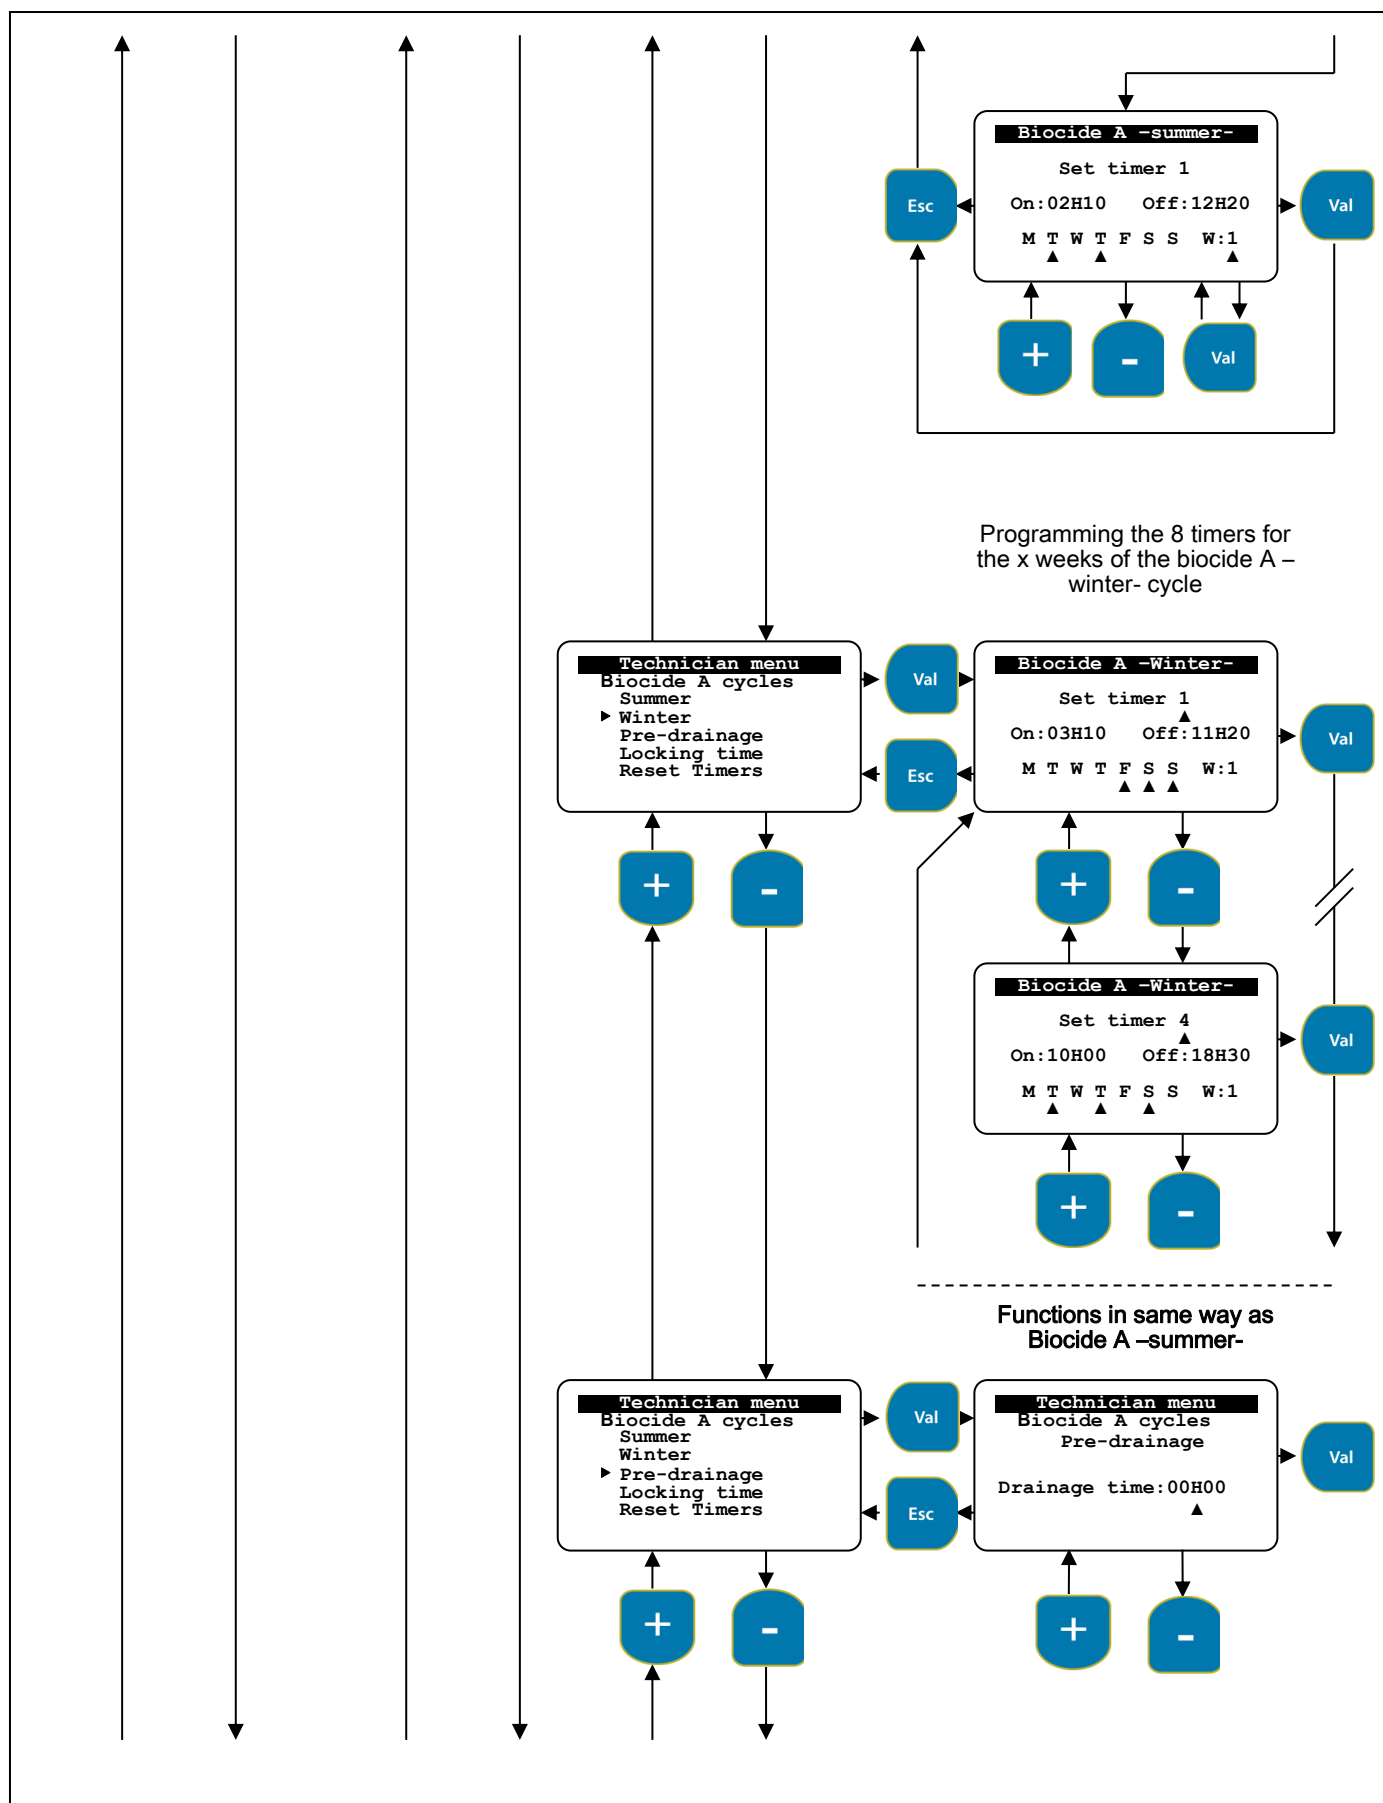 Biocide A –summer-
Set timer 1
On:02H10 Off:12H20
M T W T F S S W:1
▲ ▲ ▲
Esc
Val
+
-
Val
Programming the 8 timers for
the x weeks of the biocide A –
winter- cycle
Technician menu
Biocide A cycles
Summer
▶ Winter
Pre-drainage
Locking time
Reset Timers
Val
Esc
+
-
Biocide A –Winter-
Set timer 1
▲
On:03H10 Off:11H20
M T W T F S S W:1
▲ ▲ ▲
Val
+
-
Biocide A –Winter-
Set timer 4
▲
On:10H00 Off:18H30
M T W T F S S W:1
▲ ▲ ▲
Val
+
-
Functions in same way as
Biocide A –summer-
Technician menu
Biocide A cycles
Summer
Winter
▶ Pre-drainage
Locking time
Reset Timers
Val
Esc
+
-
Technician menu
Biocide A cycles
Pre-drainage
Drainage time:00H00
▲
Val
+
-